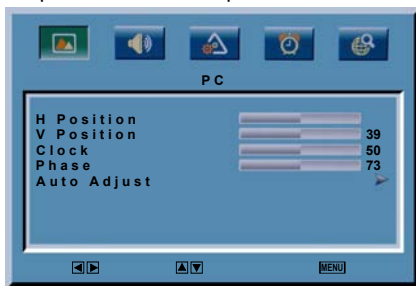 PC
H Position
V Position 39
Clock 50
Phase 73
Auto Adjust
MENU